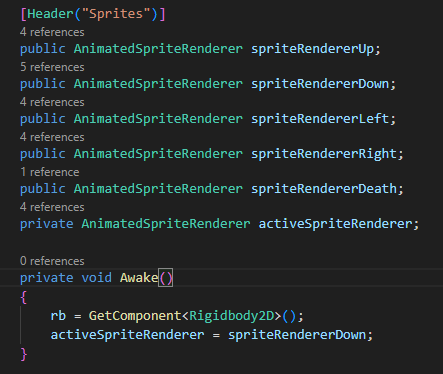 [Header("Sprites")]
4 references
public AnimatedSpriteRenderer spriteRendererUp;
5 references
public AnimatedSpriteRenderer spriteRendererDown;
4 references
public AnimatedSpriteRenderer spriteRendererLeft;
4 references
public AnimatedSpriteRenderer spriteRendererRight;
1 reference
public AnimatedSpriteRenderer spriteRendererDeath;
4 references
private AnimatedSpriteRenderer activeSpriteRenderer;
0 references
private void Awake()
{
rb = GetComponent<Rigidbody2D>();
activeSpriteRenderer = spriteRendererDown;
}